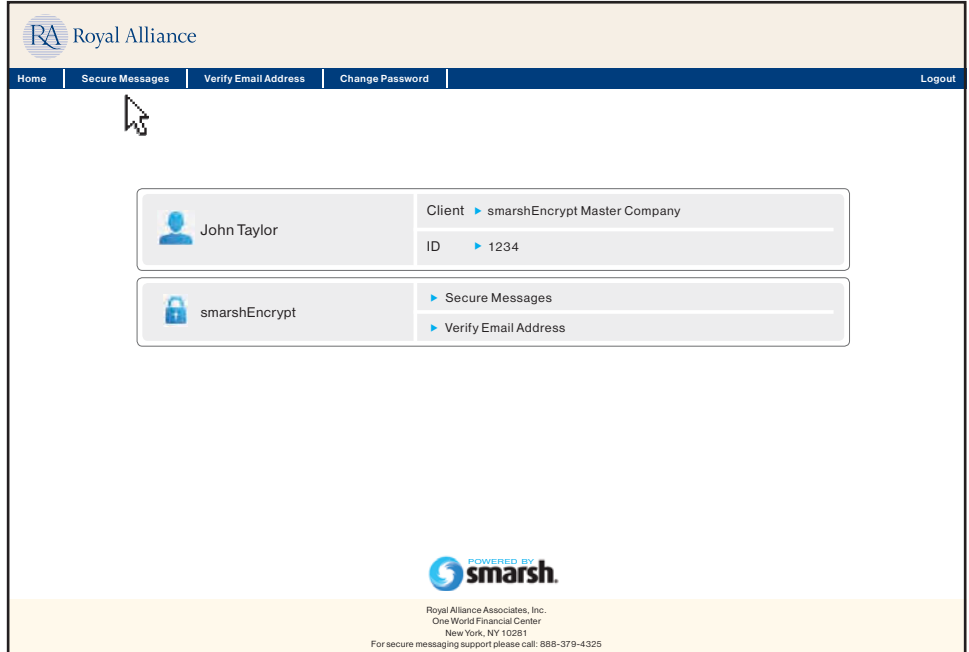 RA Royal Alliance
Home Secure Messages Verify Email Address Change Password Logout
John Taylor
Client smarshEncrypt Master Company
ID 1234
smarshEncrypt
Secure Messages
Verify Email Address
POWERED BY
smarsh.
Royal Alliance Associates, Inc.
One World Financial Center
New York, NY 10281
For secure messaging support please call: 888-379-4325